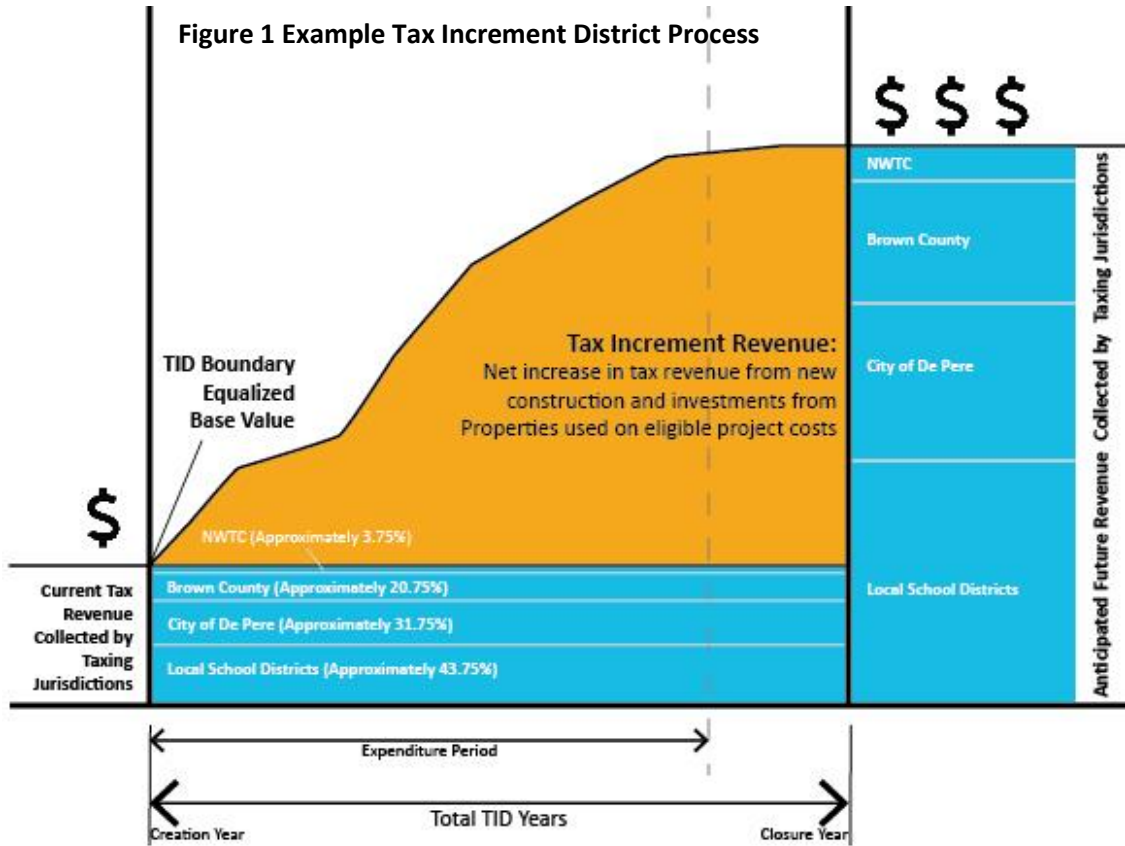 Figure 1 Example Tax Increment District Process
$ $ $
NWTC
Brown County
City of De Pere
Local School Districts
Anticipated Future Revenue Collected by Taxing Jurisdictions
TID Boundary
Equalized
Base Value
Tax Increment Revenue:
Net increase in tax revenue from new
construction and investments from
Properties used on eligible project costs
$
NWTC (Approximately 3.75%)
Current Tax
Revenue
Collected by
Taxing
Jurisdictions
Brown County (Approximately 20.75%)
City of De Pere (Approximately 31.75%)
Local School Districts (Approximately 43.75%)
Expenditure Period
Total TID Years
Creation Year
Closure Year